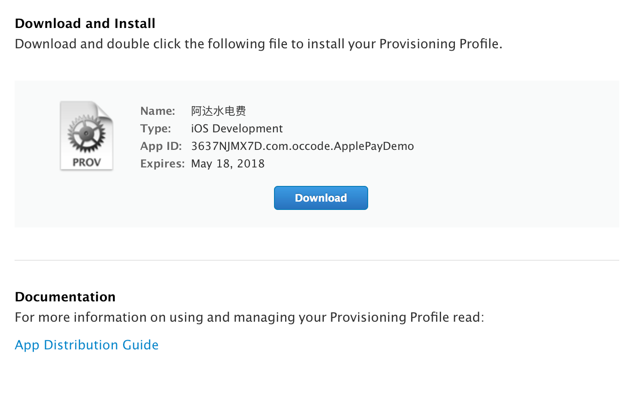 Download and Install
Download and double click the following file to install your Provisioning Profile.
PROV
Name: 阿达水电费
Type: iOS Development
App ID: 3637NJMX7D.com.occode.ApplePayDemo
Expires: May 18, 2018
Download
Documentation
For more information on using and managing your Provisioning Profile read:
App Distribution Guide